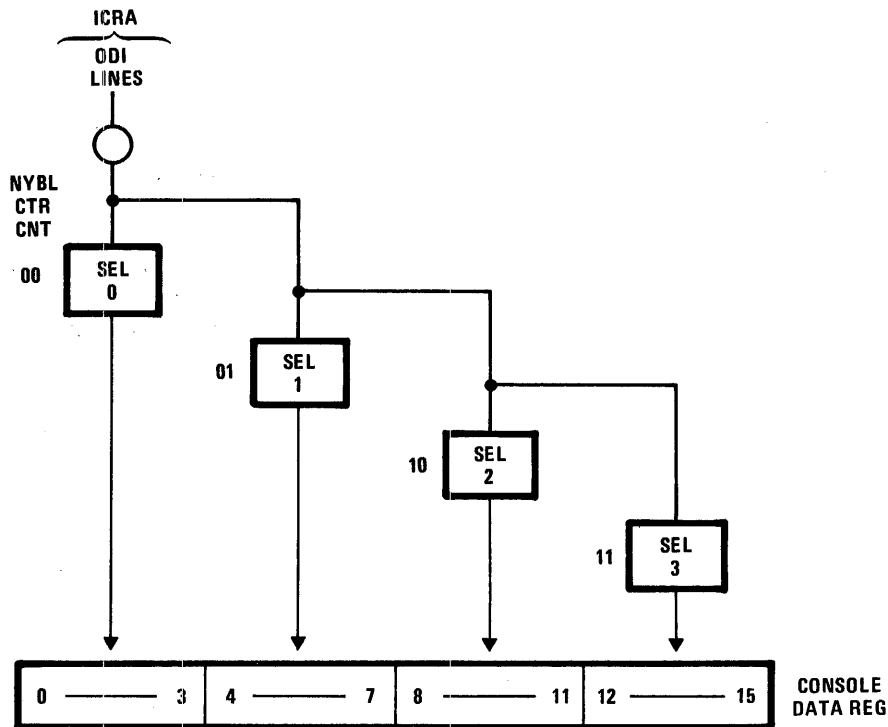 ICRA
ODI
LINES
NYBL
CTR
CNT
00
SEL
0
01
SEL
1
10
SEL
2
11
SEL
3
0 3 4 7 8 11 12 15
CONSOLE
DATA REG